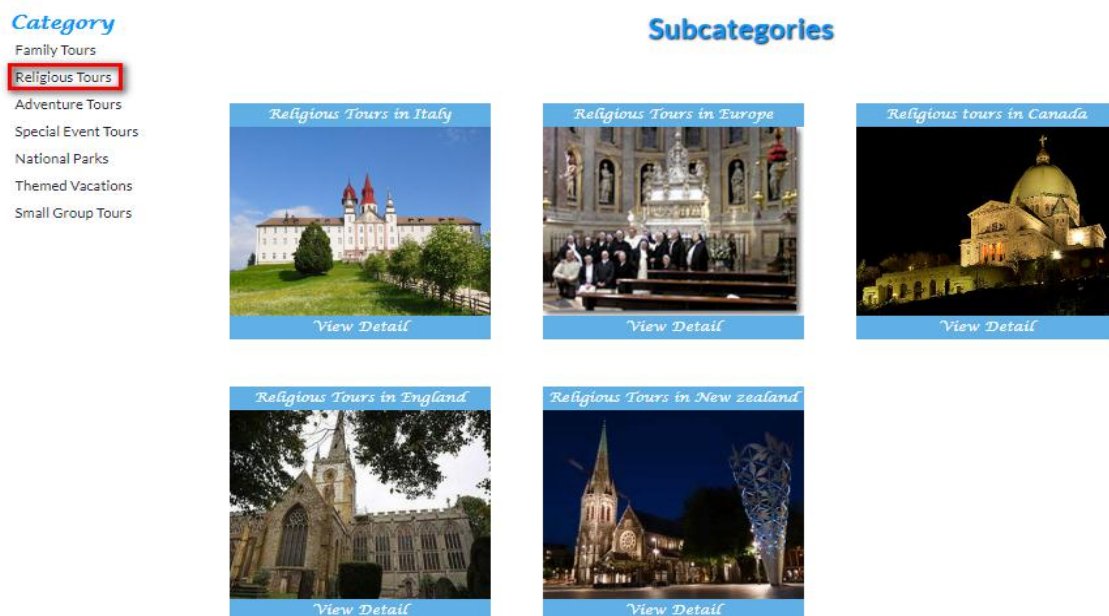 Category
Family Tours
Religious Tours
Adventure Tours
Special Event Tours
National Parks
Themed Vacations
Small Group Tours
Subcategories
Religious Tours in Italy
Religious Tours in Europe
Religious tours in Canada
View Detail
View Detail
View Detail
Religious Tours in England
Religious Tours in New zealand
View Detail
View Detail